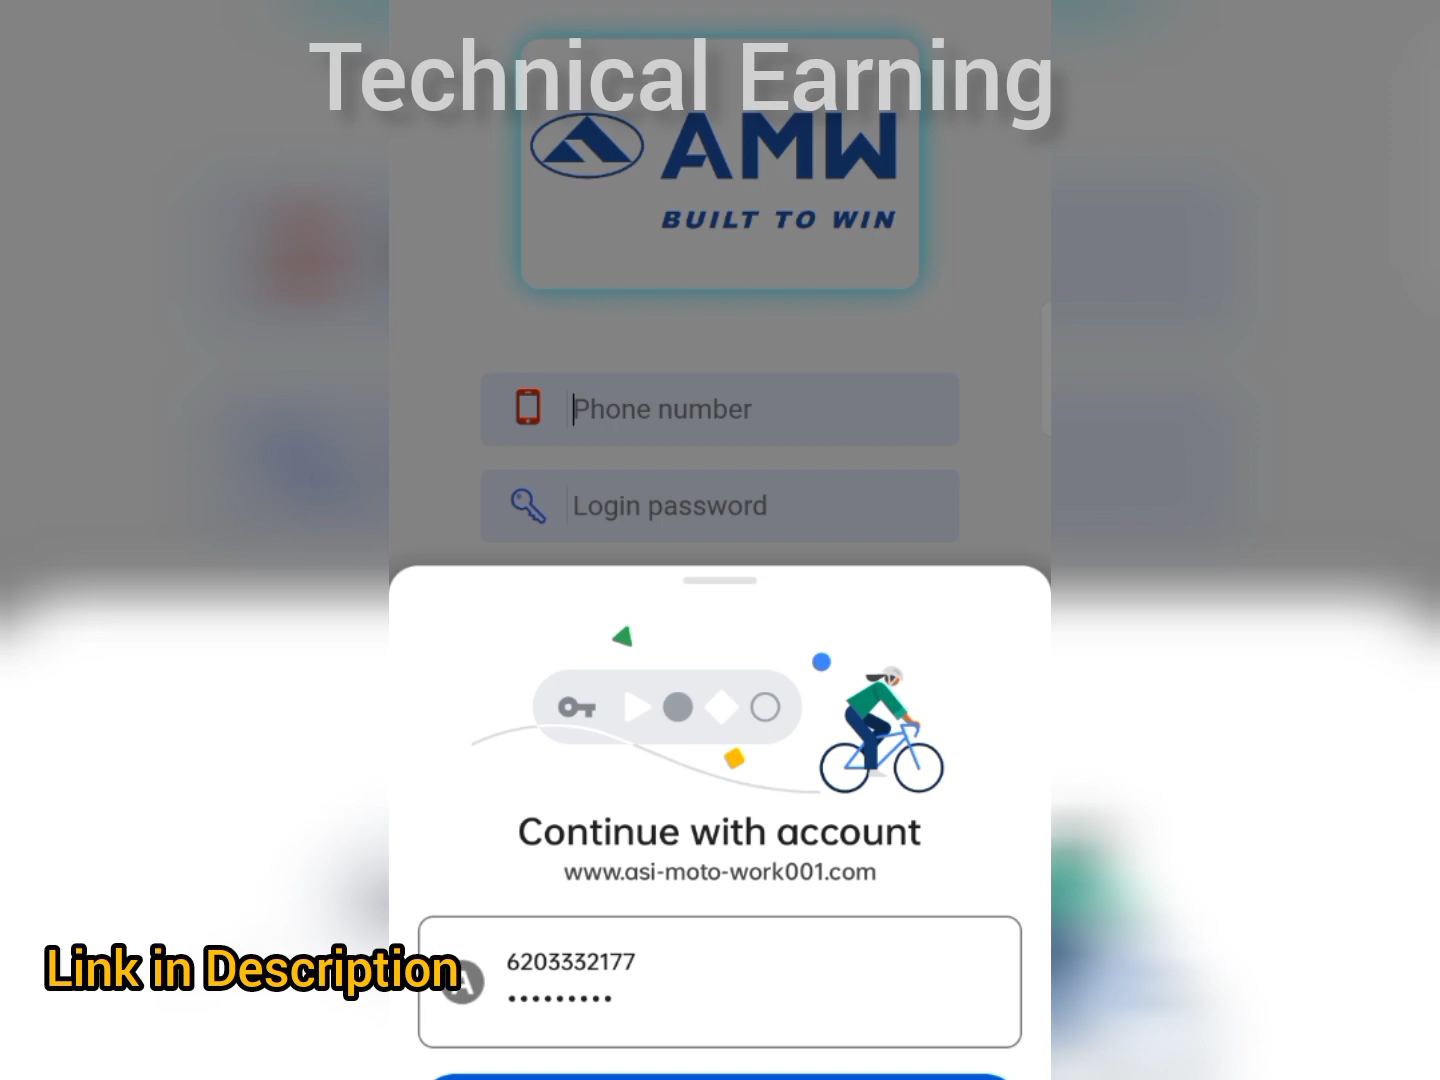 Technical Earning
AMW
BUILT TO WIN
Phone number
Login password
Continue with account
www.asi-moto-work001.com
6203332177
•••••••••
Link in Description
A